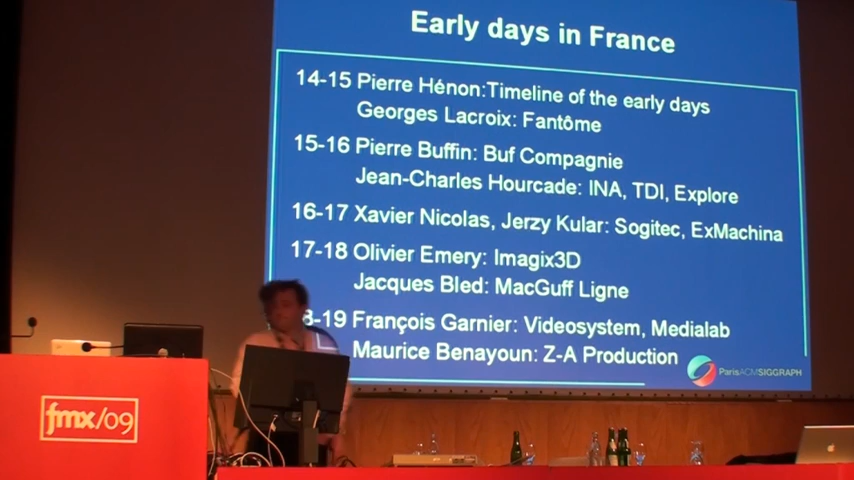 Early days in France
14-15 Pierre Hénon:Timeline of the early days
Georges Lacroix: Fantôme
15-16 Pierre Buffin: Buf Compagnie
Jean-Charles Hourcade: INA, TDI, Explore
16-17 Xavier Nicolas, Jerzy Kular: Sogitec, ExMachina
17-18 Olivier Emery: Imagix3D
Jacques Bled: MacGuff Ligne
8-19 François Garnier: Videosystem, Medialab
Maurice Benayoun: Z-A Production
ParisACMSIGGRAPH
fmx/09